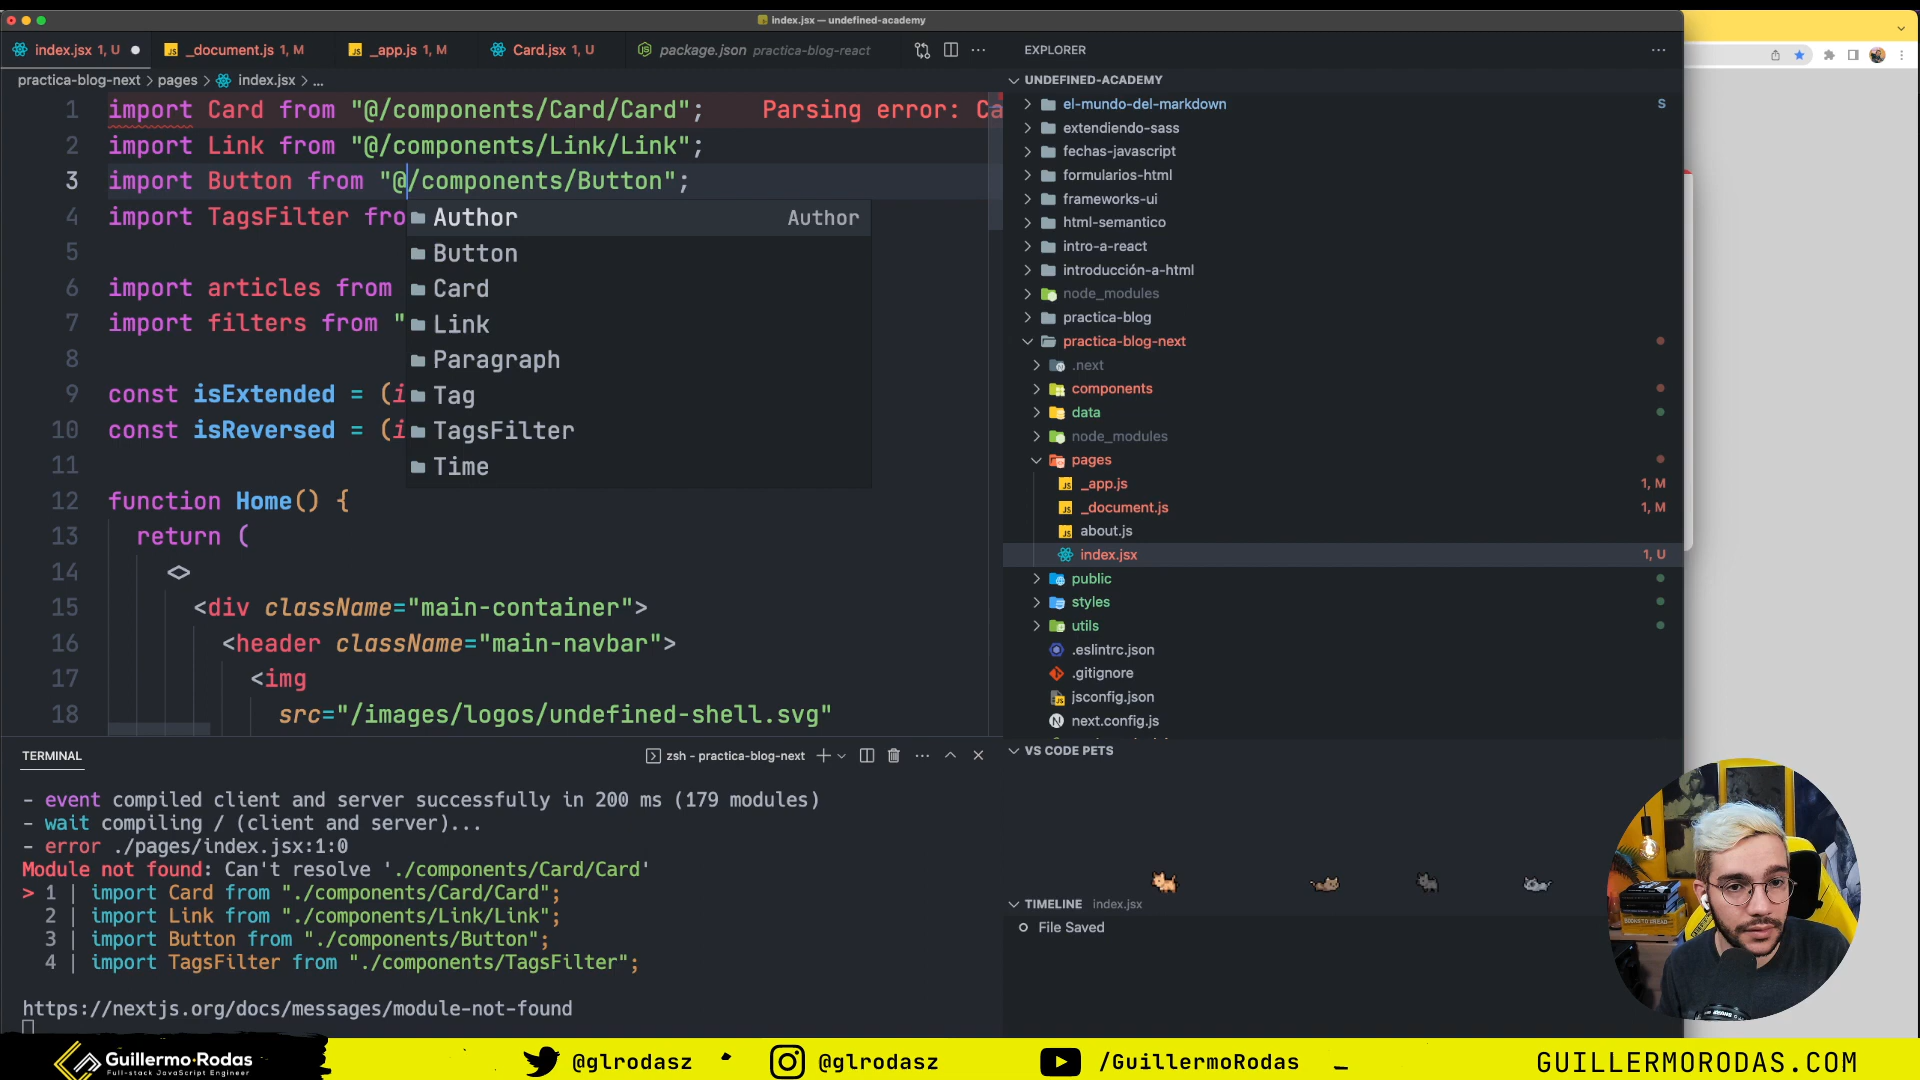 index.jsx — undefined-academy
index.jsx 1, U
_document.js 1, M
_app.js 1, M
Card.jsx 1, U
package.json practica-blog-react
practica-blog-next > pages > index.jsx > ...
1 import Card from "@/components/Card/Card"; Parsing error: Ca
2 import Link from "@/components/Link/Link";
3 import Button from "@/components/Button";
4 import TagsFilter fro
5
6 import articles from
7 import filters from "
8
9 const isExtended = (i
10 const isReversed = (i
11
12 function Home() {
13 return (
14 <>
15 <div className="main-container">
16 <header className="main-navbar">
17 <img
18 src="/images/logos/undefined-shell.svg"
Author Author
Button
Card
Link
Paragraph
Tag
TagsFilter
Time
EXPLORER
UNDEFINED-ACADEMY
el-mundo-del-markdown S
extendiendo-sass
fechas-javascript
formularios-html
frameworks-ui
html-semantico
intro-a-react
introducción-a-html
node_modules
practica-blog
practica-blog-next
.next
components
data
node_modules
pages
_app.js 1, M
_document.js 1, M
about.js
index.jsx 1, U
public
styles
utils
.eslintrc.json
.gitignore
jsconfig.json
next.config.js
VS CODE PETS
TIMELINE index.jsx
File Saved
TERMINAL
zsh - practica-blog-next
- event compiled client and server successfully in 200 ms (179 modules)
- wait compiling / (client and server)...
- error ./pages/index.jsx:1:0
Module not found: Can't resolve './components/Card/Card'
> 1 | import Card from "./components/Card/Card";
2 | import Link from "./components/Link/Link";
3 | import Button from "./components/Button";
4 | import TagsFilter from "./components/TagsFilter";
https://nextjs.org/docs/messages/module-not-found
Guillermo·Rodas
Full-stack JavaScript Engineer
@glrodasz
@glrodasz
/GuillermoRodas
GUILLERMORODAS.COM